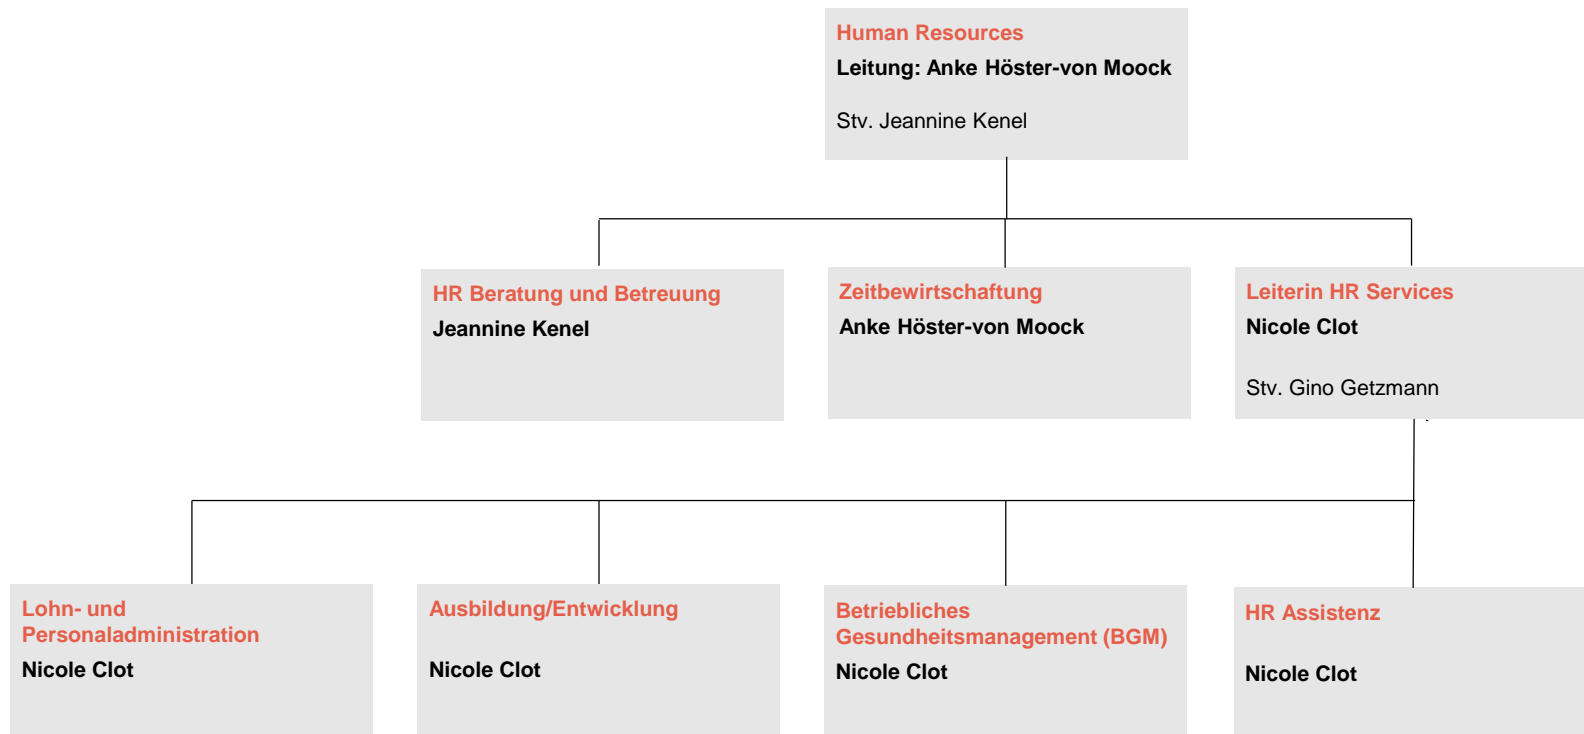 Human Resources
Leitung: Anke Höster-von Moock
Stv. Jeannine Kenel
HR Beratung und Betreuung
Jeannine Kenel
Zeitbewirtschaftung
Anke Höster-von Moock
Leiterin HR Services
Nicole Clot
Stv. Gino Getzmann
Lohn- und
Personaladministration
Nicole Clot
Ausbildung/Entwicklung
Nicole Clot
Betriebliches
Gesundheitsmanagement (BGM)
Nicole Clot
HR Assistenz
Nicole Clot